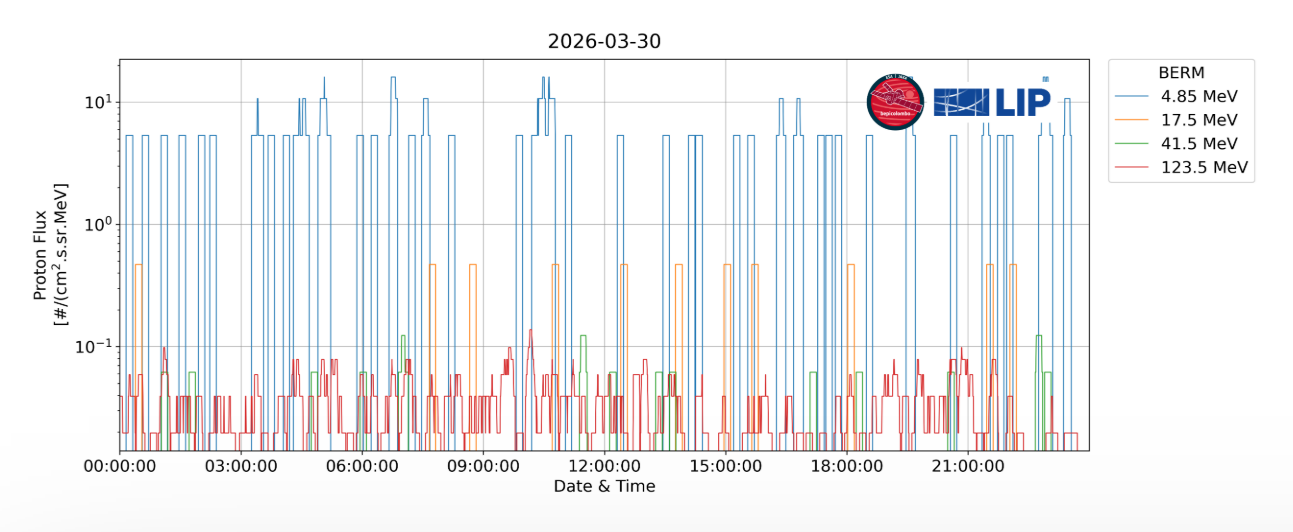 2026-03-30
BERM
4.85 MeV
17.5 MeV
41.5 MeV
123.5 MeV
LIP
bepicolombo
Proton Flux
[#/(cm².s.sr.MeV]
10¹
10⁰
10⁻¹
00:00:00 03:00:00 06:00:00 09:00:00 12:00:00 15:00:00 18:00:00 21:00:00
Date & Time